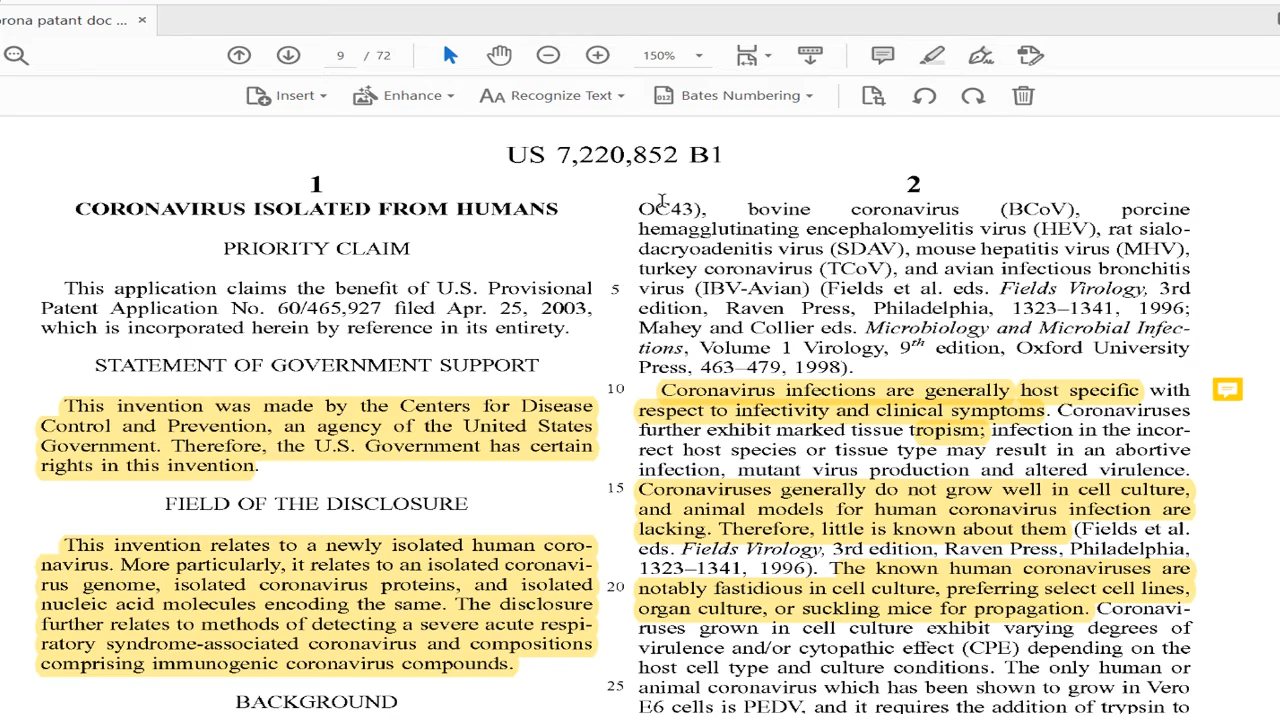 orona patant doc ... ×
9 / 72
150%
Insert
Enhance
Recognize Text
Bates Numbering
US 7,220,852 B1
1
CORONAVIRUS ISOLATED FROM HUMANS
PRIORITY CLAIM
This application claims the benefit of U.S. Provisional
Patent Application No. 60/465,927 filed Apr. 25, 2003,
which is incorporated herein by reference in its entirety.
STATEMENT OF GOVERNMENT SUPPORT
This invention was made by the Centers for Disease
Control and Prevention, an agency of the United States
Government. Therefore, the U.S. Government has certain
rights in this invention.
FIELD OF THE DISCLOSURE
This invention relates to a newly isolated human coro-
navirus. More particularly, it relates to an isolated coronavi-
rus genome, isolated coronavirus proteins, and isolated
nucleic acid molecules encoding the same. The disclosure
further relates to methods of detecting a severe acute respi-
ratory syndrome-associated coronavirus and compositions
comprising immunogenic coronavirus compounds.
BACKGROUND
5
10
15
20
25
2
OC43), bovine coronavirus (BCoV), porcine
hemagglutinating encephalomyelitis virus (HEV), rat sialo-
dacryoadenitis virus (SDAV), mouse hepatitis virus (MHV),
turkey coronavirus (TCoV), and avian infectious bronchitis
virus (IBV-Avian) (Fields et al. eds. Fields Virology, 3rd
edition, Raven Press, Philadelphia, 1323–1341, 1996;
Mahey and Collier eds. Microbiology and Microbial Infec-
tions, Volume 1 Virology, 9th edition, Oxford University
Press, 463–479, 1998).
Coronavirus infections are generally host specific with
respect to infectivity and clinical symptoms. Coronaviruses
further exhibit marked tissue tropism; infection in the incor-
rect host species or tissue type may result in an abortive
infection, mutant virus production and altered virulence.
Coronaviruses generally do not grow well in cell culture,
and animal models for human coronavirus infection are
lacking. Therefore, little is known about them (Fields et al.
eds. Fields Virology, 3rd edition, Raven Press, Philadelphia,
1323–1341, 1996). The known human coronaviruses are
notably fastidious in cell culture, preferring select cell lines,
organ culture, or suckling mice for propagation. Coronavi-
ruses grown in cell culture exhibit varying degrees of
virulence and/or cytopathic effect (CPE) depending on the
host cell type and culture conditions. The only human or
animal coronavirus which has been shown to grow in Vero
E6 cells is PEDV, and it requires the addition of trypsin to